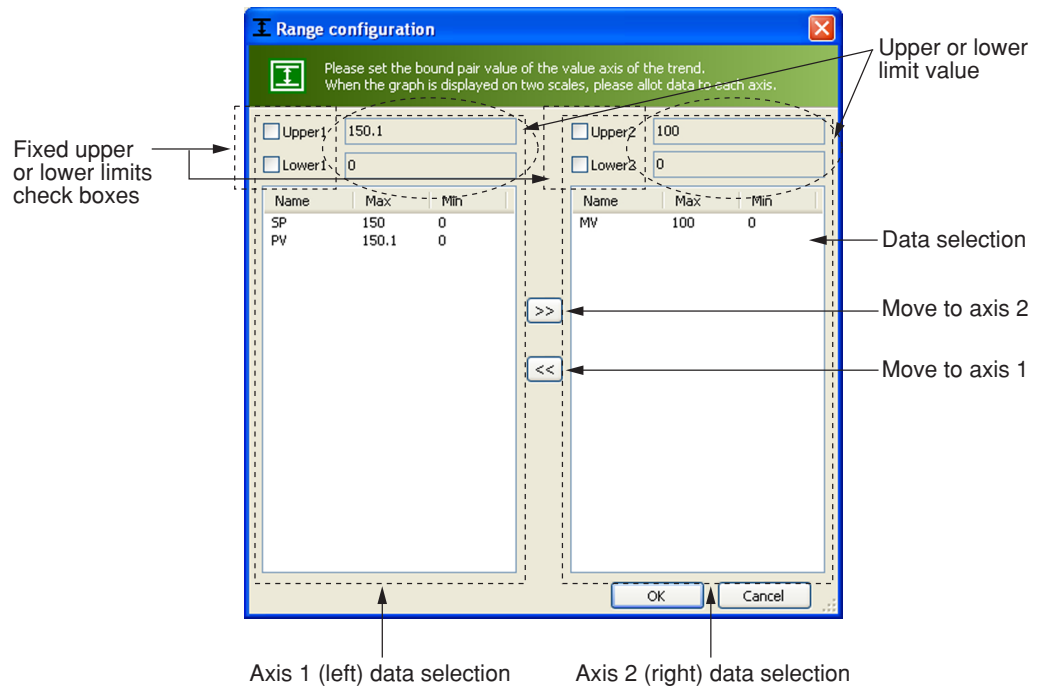 Range configuration
Please set the bound pair value of the value axis of the trend.
When the graph is displayed on two scales, please allot data to each axis.
Upper or lower
limit value
Fixed upper
or lower limits
check boxes
Upper1 150.1
Lower1 0
Upper2 100
Lower2 0
Name Max Min
SP 150 0
PV 150.1 0
Name Max Min
MV 100 0
Data selection
>>
Move to axis 2
<<
Move to axis 1
OK Cancel
Axis 1 (left) data selection
Axis 2 (right) data selection